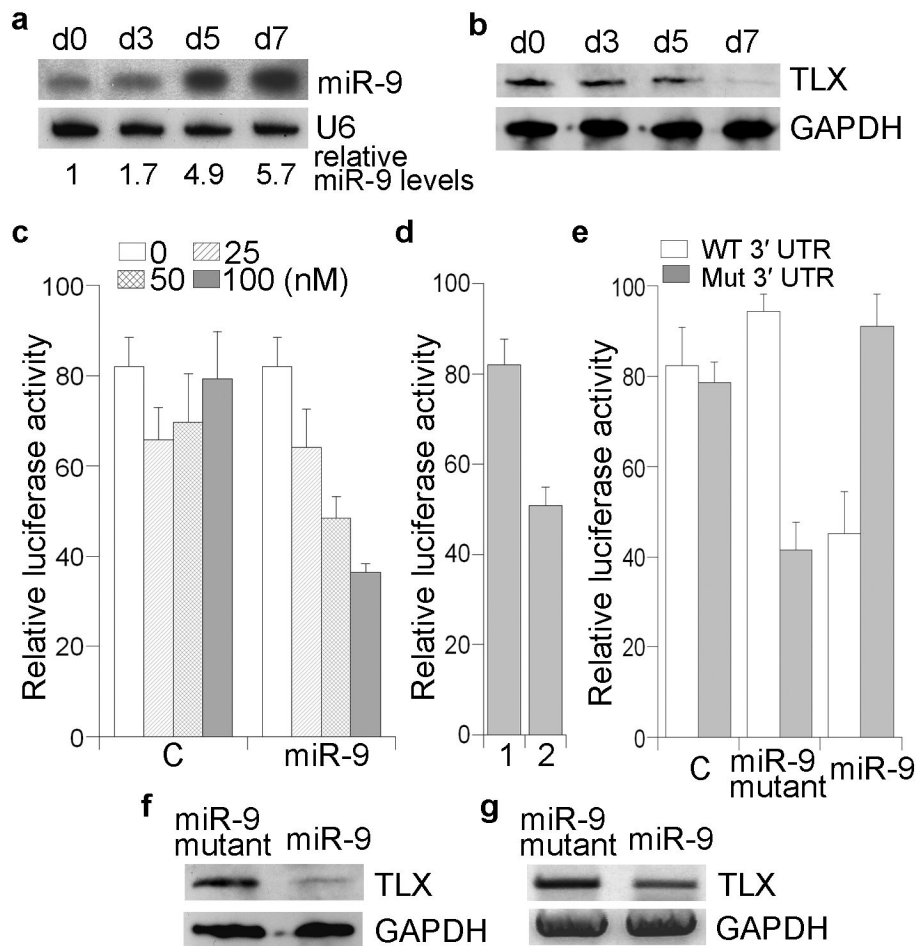 a
d0 d3 d5 d7
miR-9
U6
relative
miR-9 levels
1 1.7 4.9 5.7
b
d0 d3 d5 d7
TLX
GAPDH
c
0 25
50 100 (nM)
Relative luciferase activity
100
80
60
40
20
0
C miR-9
d
Relative luciferase activity
100
80
60
40
20
0
1 2
e
WT 3′ UTR
Mut 3′ UTR
Relative luciferase activity
100
80
60
40
20
0
C miR-9 mutant miR-9
f
miR-9
mutant miR-9
TLX
GAPDH
g
miR-9
mutant miR-9
TLX
GAPDH